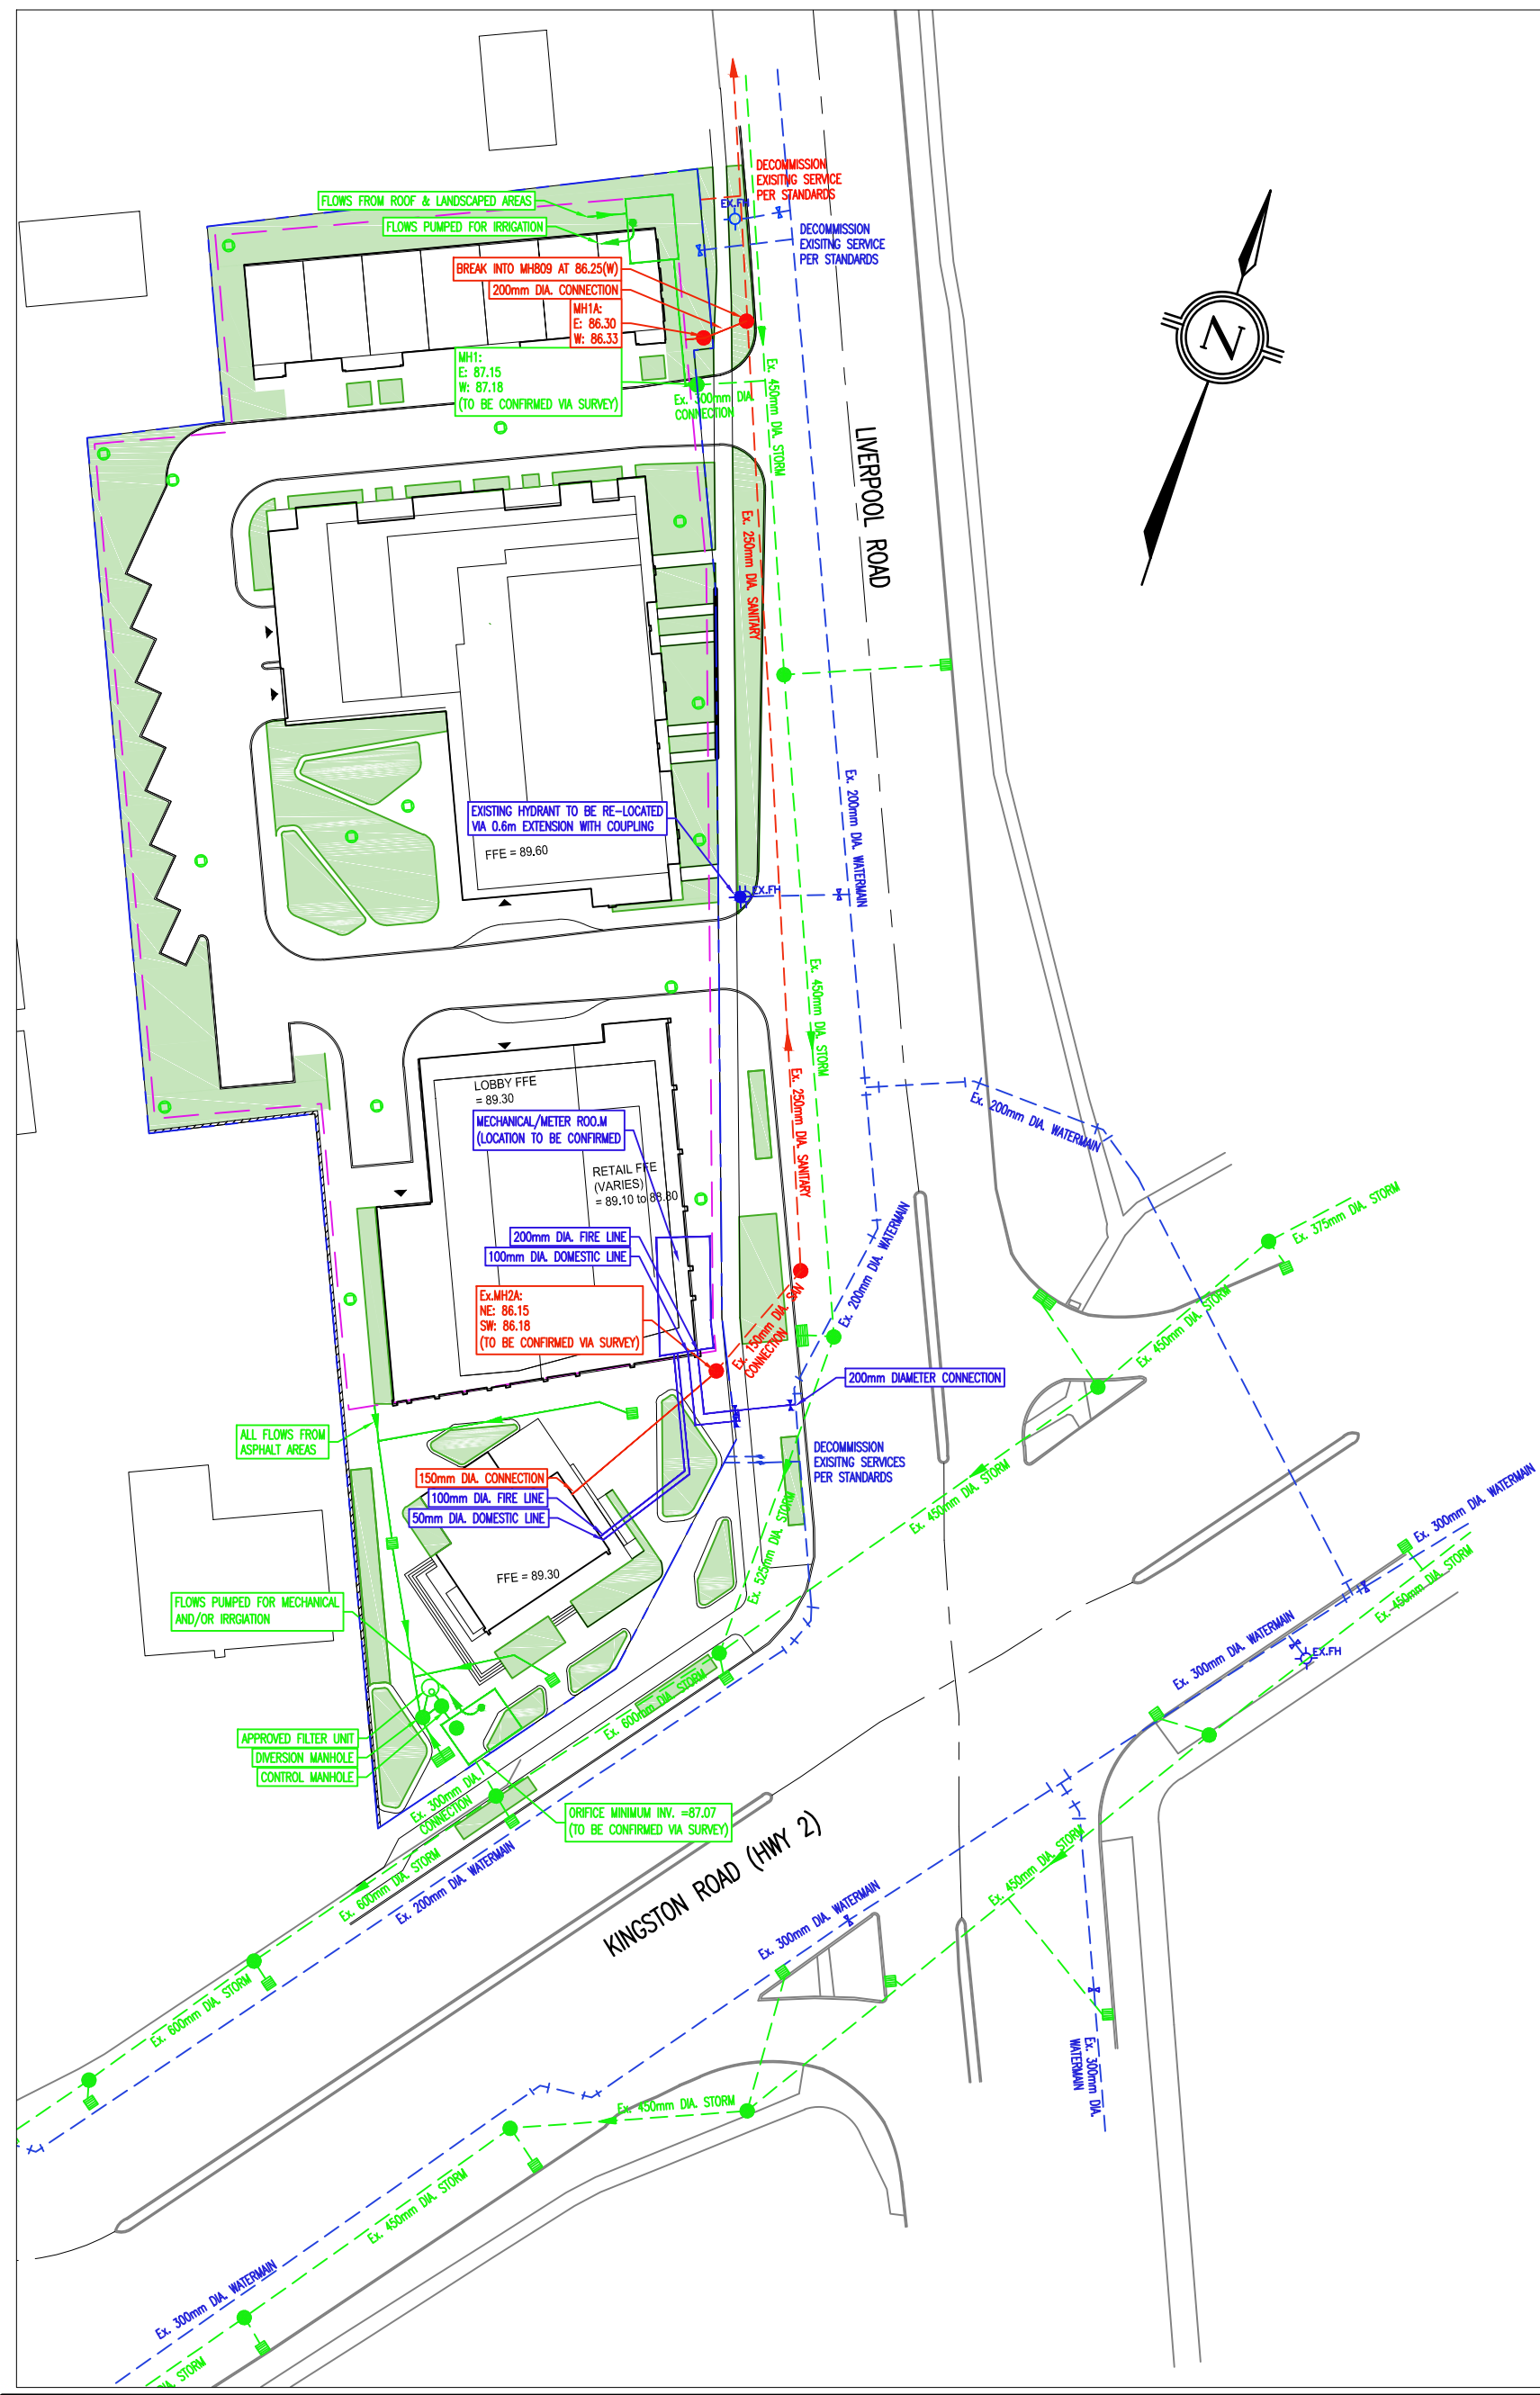 DECOMMISSION
EXISITNG SERVICE
PER STANDARDS
FLOWS FROM ROOF & LANDSCAPED AREAS
EX.FH
FLOWS PUMPED FOR IRRIGATION
DECOMMISSION
EXISITNG SERVICE
PER STANDARDS
BREAK INTO MH809 AT 86.25(W)
200mm DIA. CONNECTION
MH1A:
E: 86.30
W: 86.33
N
MH1:
E: 87.15
W: 87.18
(TO BE CONFIRMED VIA SURVEY)
Ex. 300mm DIA.
CONNECTION
Ex. 450mm DIA. STORM
LIVERPOOL ROAD
Ex. 250mm DIA. SANITARY
Ex. 200mm DIA. WATERMAIN
EXISTING HYDRANT TO BE RE-LOCATED
VIA 0.6m EXTENSION WITH COUPLING
FFE = 89.60
EX.FH
Ex. 450mm DIA. STORM
LOBBY FFE
= 89.30
Ex. 250mm DIA. SANITARY
Ex. 200mm DIA. WATERMAIN
MECHANICAL/METER ROO.M
(LOCATION TO BE CONFIRMED
RETAIL FFE
(VARIES)
= 89.10 to 88.80
Ex. 375mm DIA. STORM
200mm DIA. FIRE LINE
100mm DIA. DOMESTIC LINE
Ex. 200mm DIA. WATERMAIN
Ex.MH2A:
NE: 86.15
SW: 86.18
(TO BE CONFIRMED VIA SURVEY)
Ex. 150mm DIA. SAN
CONNECTION
Ex. 450mm DIA. STORM
200mm DIAMETER CONNECTION
ALL FLOWS FROM
ASPHALT AREAS
DECOMMISSION
EXISITNG SERVICES
PER STANDARDS
150mm DIA. CONNECTION
100mm DIA. FIRE LINE
50mm DIA. DOMESTIC LINE
Ex. 450mm DIA. STORM
Ex. 300mm DIA. WATERMAIN
Ex. 525mm DIA. STORM
FFE = 89.30
Ex. 450mm DIA. STORM
FLOWS PUMPED FOR MECHANICAL
AND/OR IRRGIATION
Ex. 300mm DIA. WATERMAIN
EX.FH
Ex. 600mm DIA. STORM
APPROVED FILTER UNIT
DIVERSION MANHOLE
CONTROL MANHOLE
Ex. 300mm DIA.
CONNECTION
ORIFICE MINIMUM INV. =87.07
(TO BE CONFIRMED VIA SURVEY)
KINGSTON ROAD (HWY 2)
Ex. 450mm DIA. STORM
Ex. 600mm DIA. STORM
Ex. 200mm DIA. WATERMAIN
Ex. 300mm DIA. WATERMAIN
Ex. 600mm DIA. STORM
Ex. 300mm DIA.
WATERMAIN
Ex. 450mm DIA. STORM
Ex. 450mm DIA. STORM
Ex. 300mm DIA. WATERMAIN
DIA. STORM